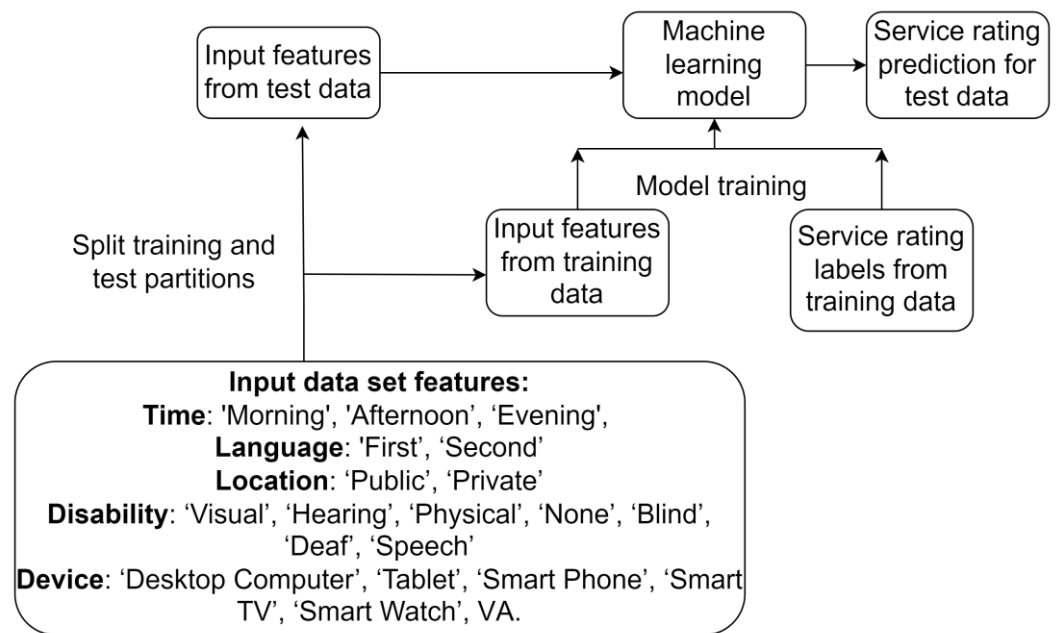 Input features
from test data
Machine
learning
model
Service rating
prediction for
test data
Model training
Split training and
test partitions
Input features
from training
data
Service rating
labels from
training data
Input data set features:
Time: 'Morning', 'Afternoon’, ‘Evening',
Language: 'First’, ‘Second’
Location: ‘Public’, ‘Private’
Disability: ‘Visual’, ‘Hearing’, ‘Physical’, ‘None’, ‘Blind’,
‘Deaf’, ‘Speech’
Device: ‘Desktop Computer’, ‘Tablet’, ‘Smart Phone’, ‘Smart
TV’, ‘Smart Watch’, VA.